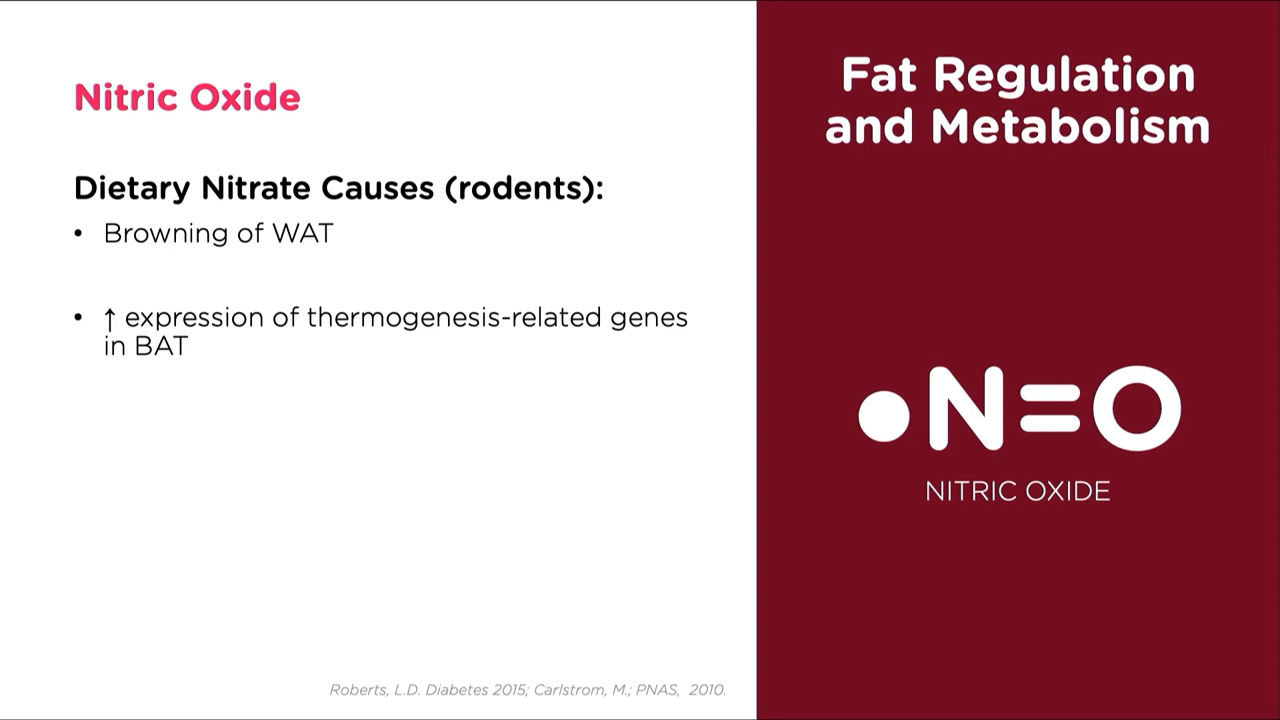 Nitric Oxide
Dietary Nitrate Causes (rodents):
• Browning of WAT
• ↑ expression of thermogenesis-related genes
in BAT
Roberts, L.D. Diabetes 2015; Carlstrom, M.; PNAS, 2010.
Fat Regulation
and Metabolism
•N=O
NITRIC OXIDE